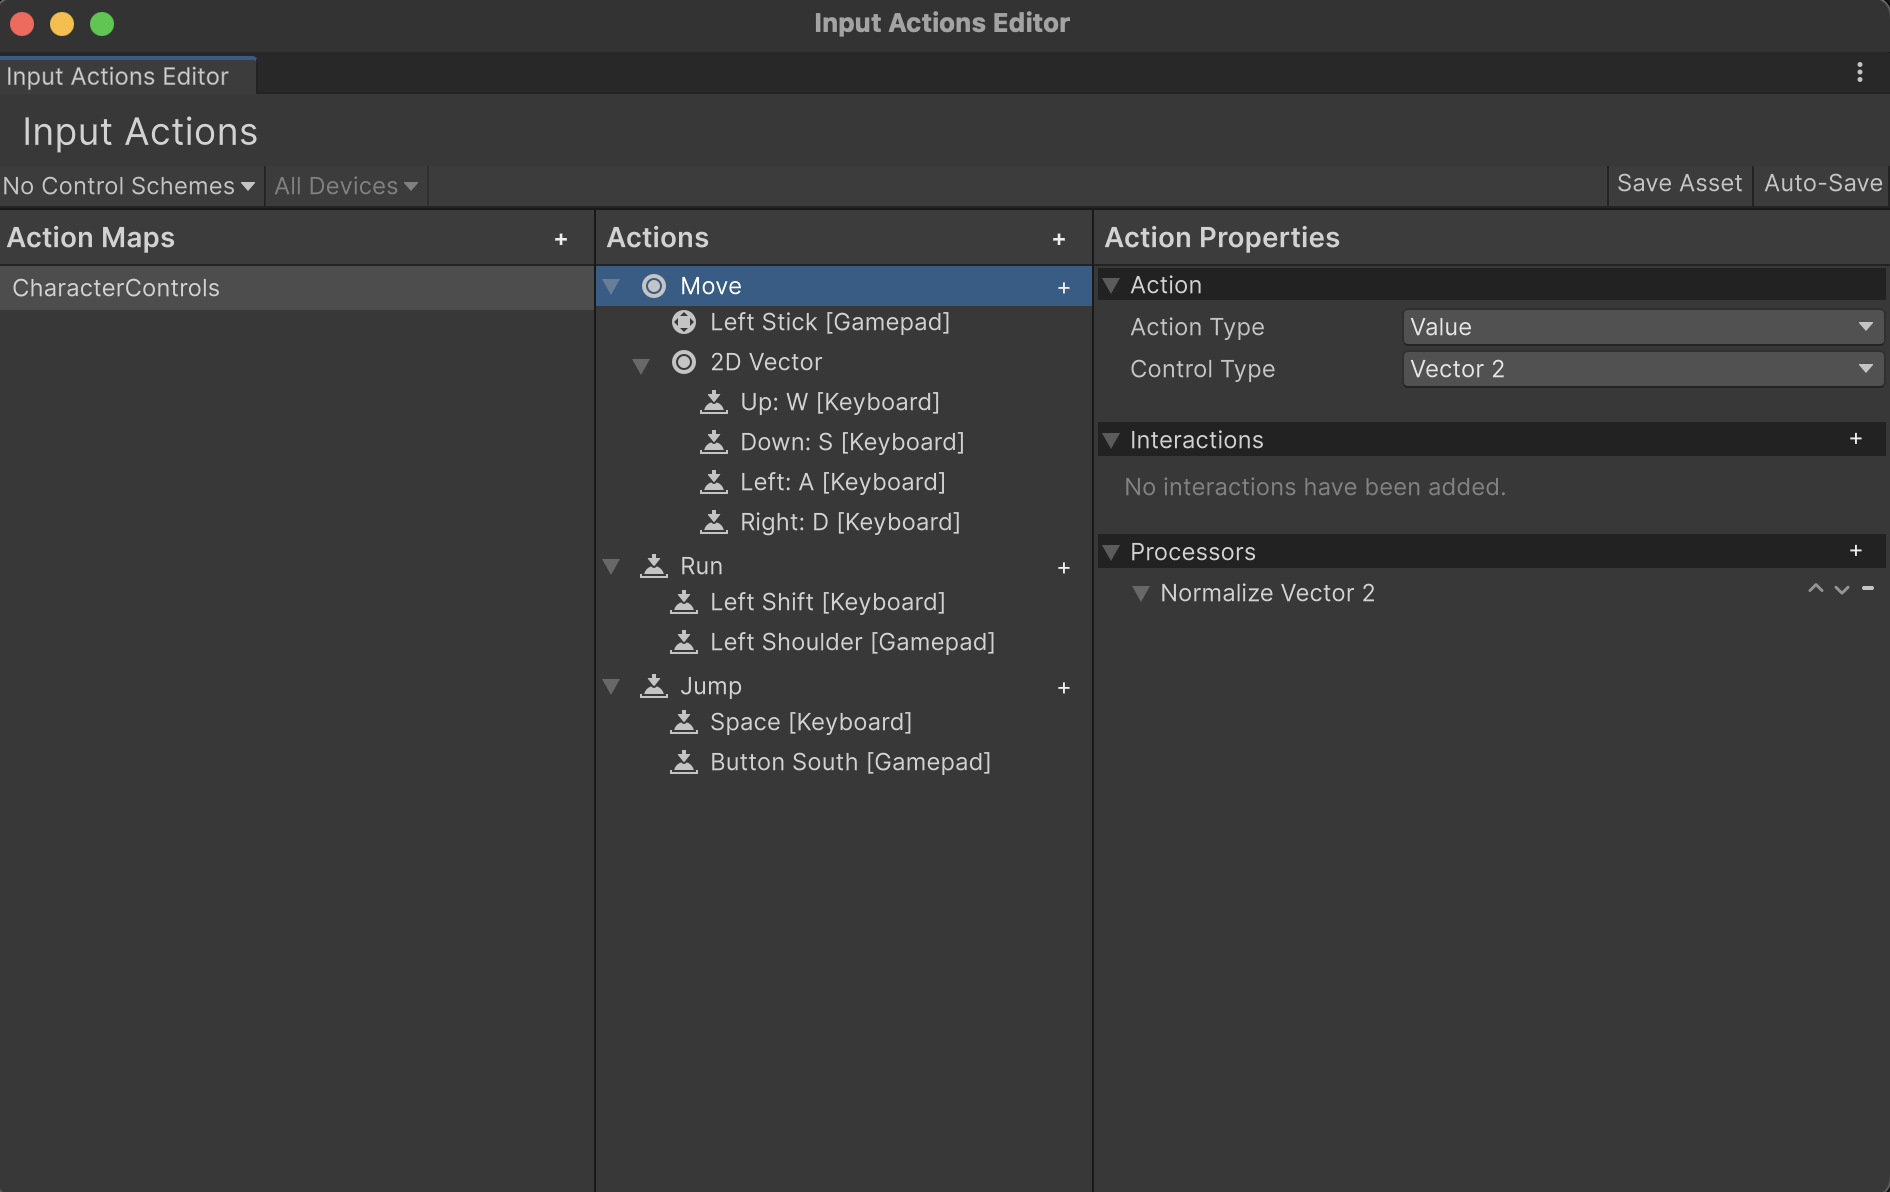 Input Actions Editor
Input Actions Editor
Input Actions
No Control Schemes All Devices Save Asset Auto-Save
Action Maps +
CharacterControls
Actions +
Move +
Left Stick [Gamepad]
2D Vector
Up: W [Keyboard]
Down: S [Keyboard]
Left: A [Keyboard]
Right: D [Keyboard]
Run +
Left Shift [Keyboard]
Left Shoulder [Gamepad]
Jump +
Space [Keyboard]
Button South [Gamepad]
Action Properties
Action
Action Type Value
Control Type Vector 2
Interactions +
No interactions have been added.
Processors +
Normalize Vector 2